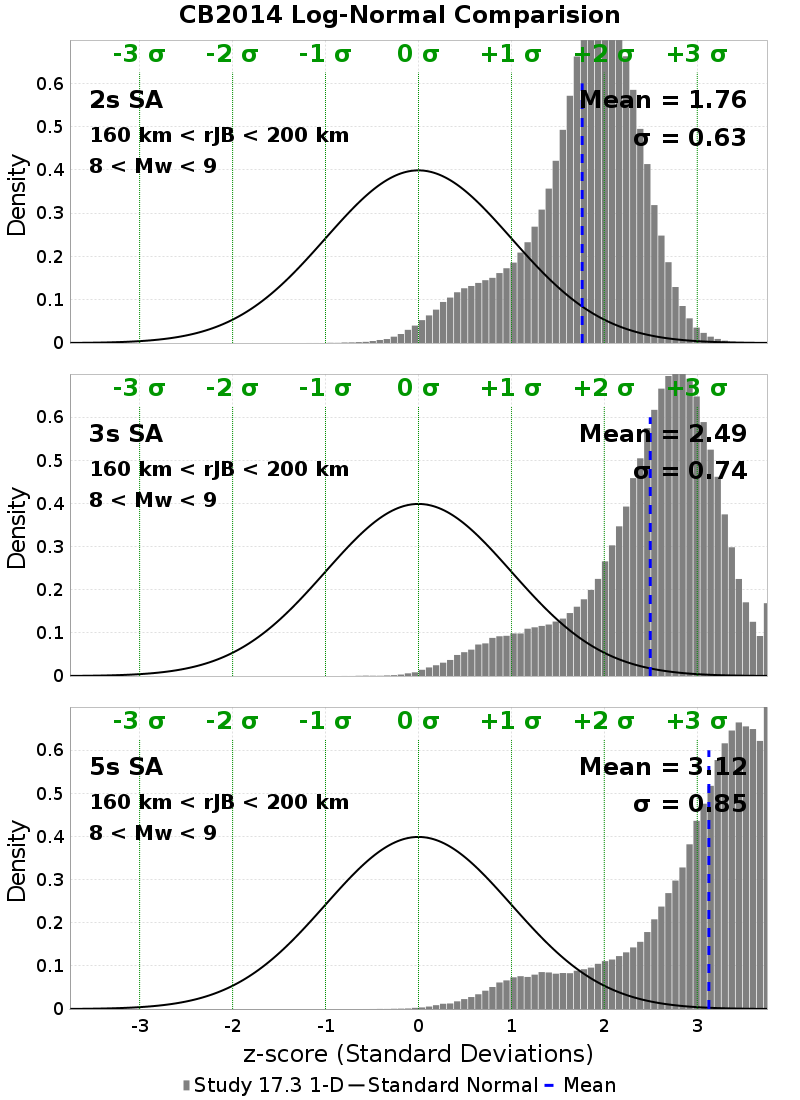 CB2014 Log-Normal Comparision
-3 σ -2 σ -1 σ 0 σ +1 σ +2 σ +3 σ
2s SA
Mean = 1.76
160 km < rJB < 200 km
σ = 0.63
8 < Mw < 9
Density
0.6
0.5
0.4
0.3
0.2
0.1
0
-3 σ -2 σ -1 σ 0 σ +1 σ +2 σ +3 σ
3s SA
Mean = 2.49
160 km < rJB < 200 km
σ = 0.74
8 < Mw < 9
Density
0.6
0.5
0.4
0.3
0.2
0.1
0
-3 σ -2 σ -1 σ 0 σ +1 σ +2 σ +3 σ
5s SA
Mean = 3.12
160 km < rJB < 200 km
σ = 0.85
8 < Mw < 9
Density
0.6
0.5
0.4
0.3
0.2
0.1
0
-3 -2 -1 0 1 2 3
z-score (Standard Deviations)
Study 17.3 1-D Standard Normal Mean